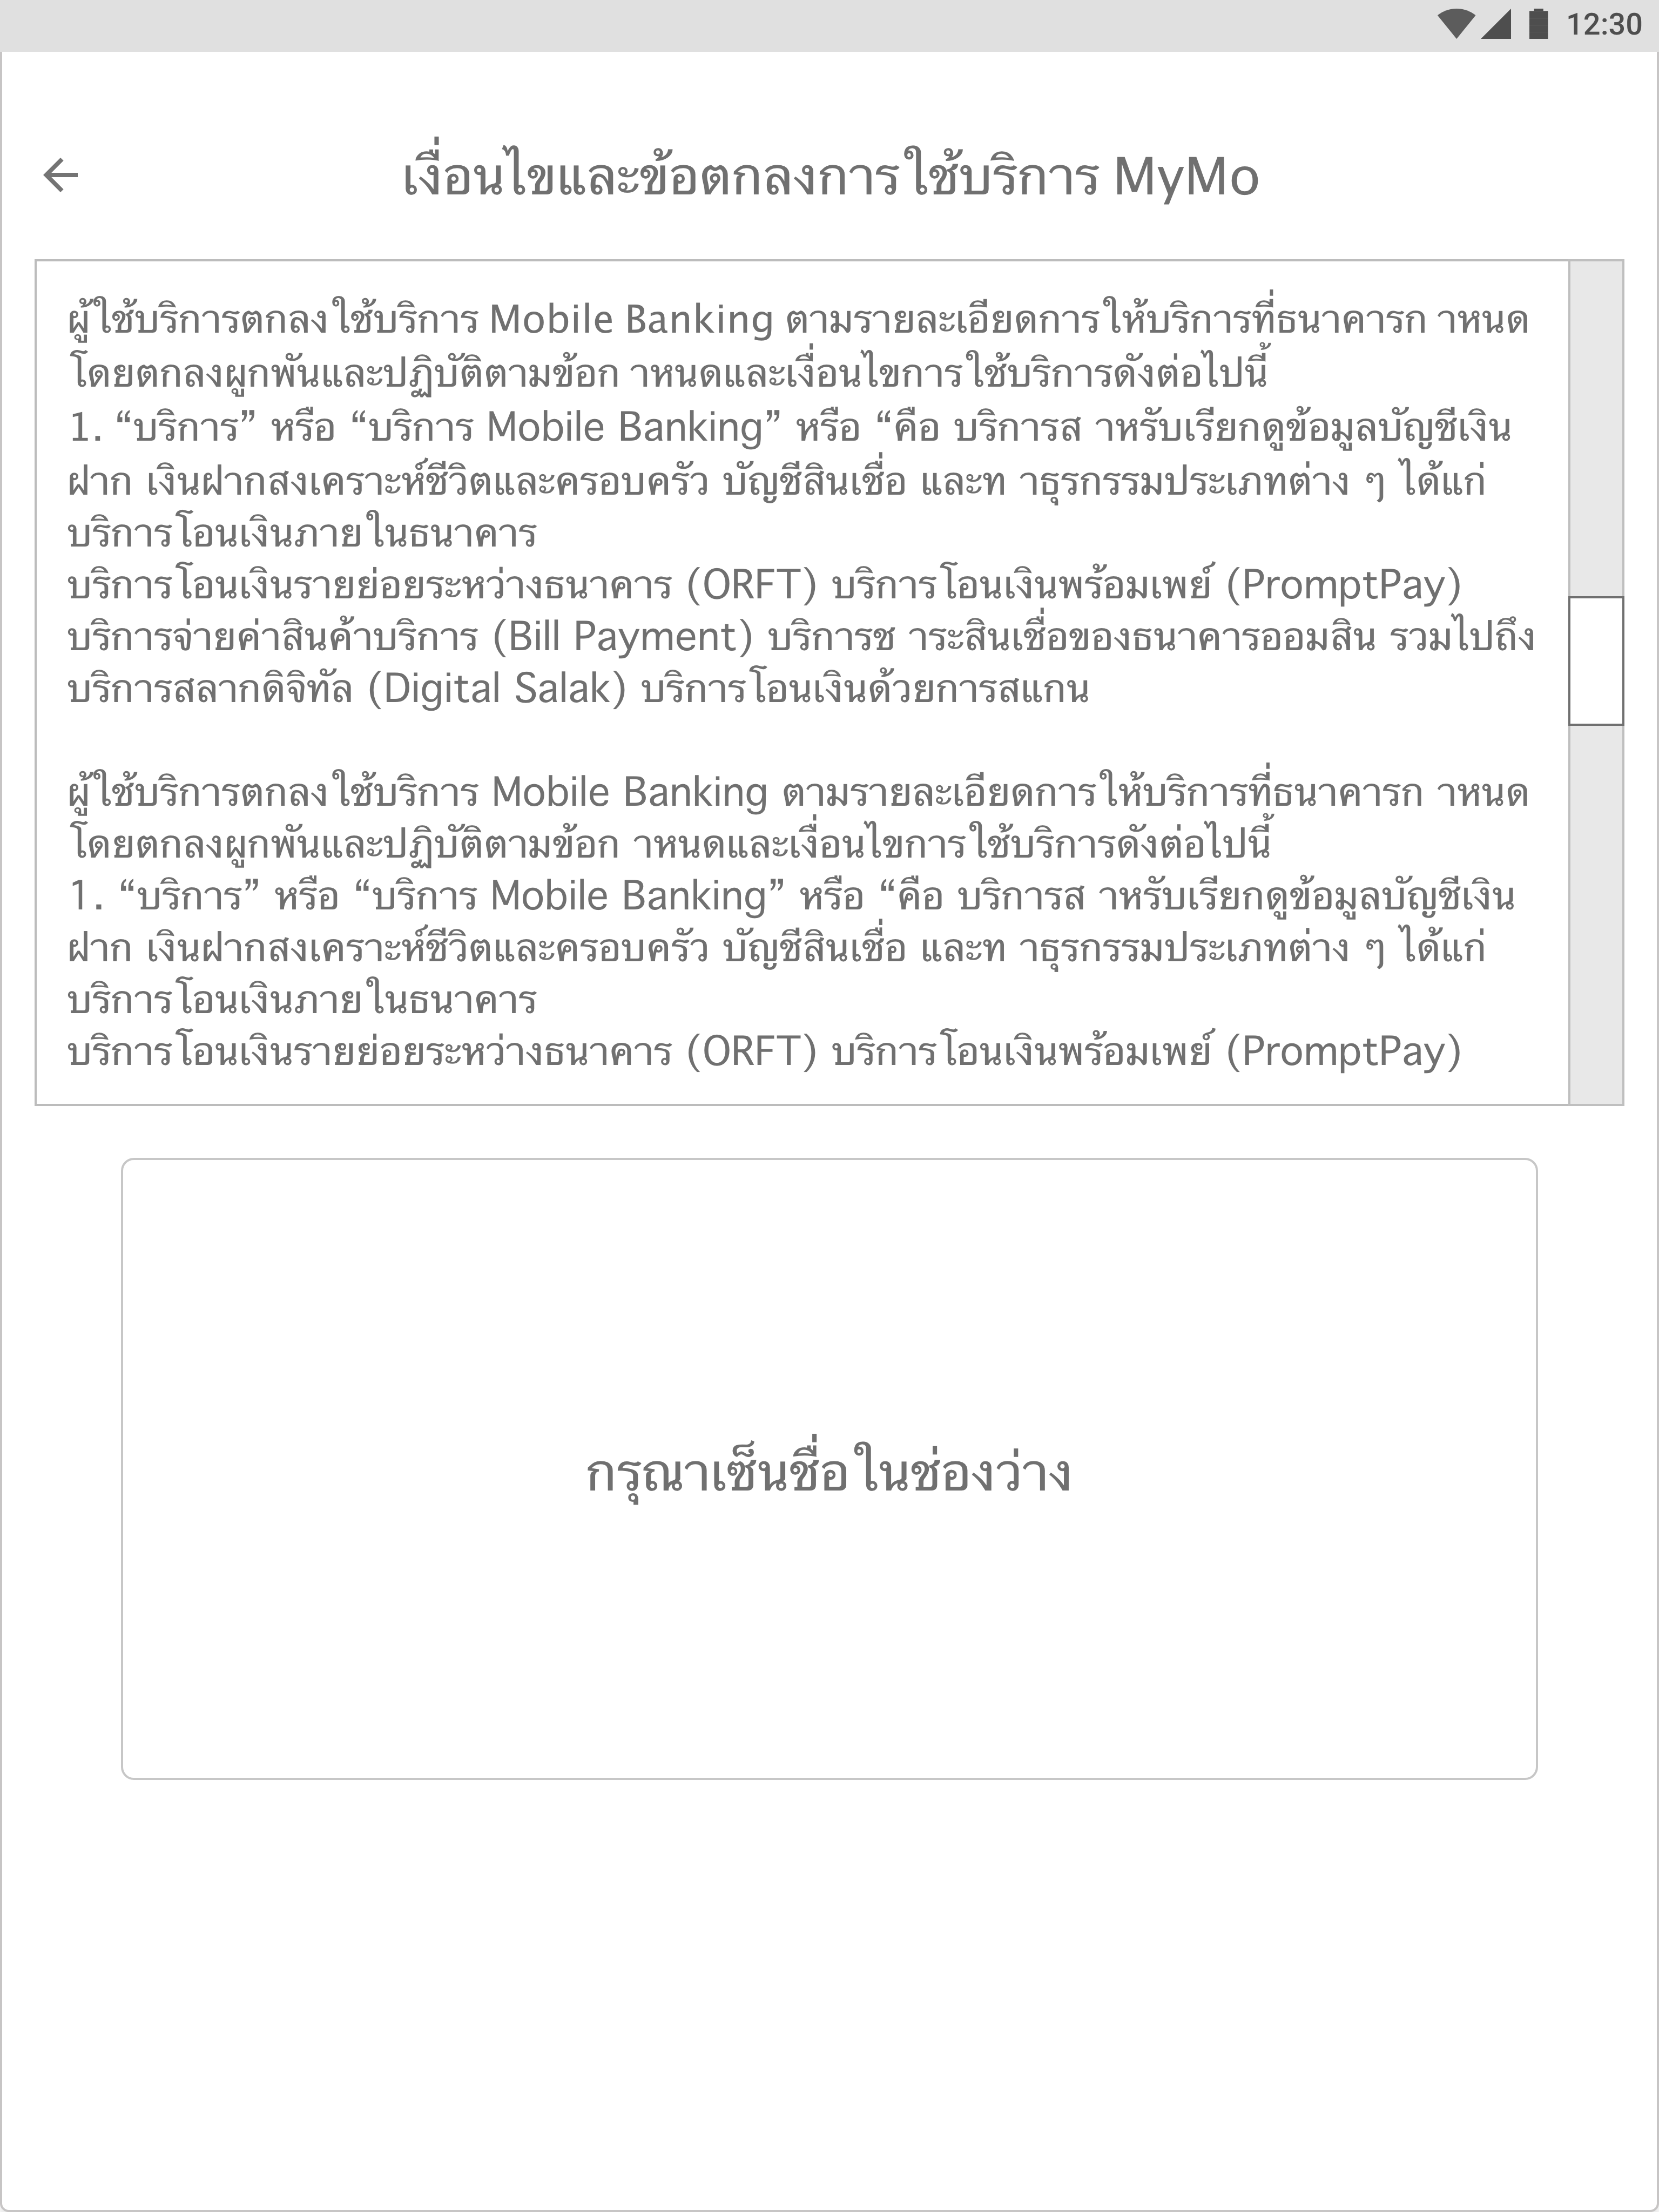 12:30
เงื่อนไขและข้อตกลงการใช้บริการ MyMo
ผู้ใช้บริการตกลงใช้บริการ Mobile Banking ตามรายละเอียดการให้บริการที่ธนาคารก าหนด
โดยตกลงผูกพันและปฏิบัติตามข้อก าหนดและเงื่อนไขการใช้บริการดังต่อไปนี้
1. “บริการ” หรือ “บริการ Mobile Banking” หรือ “คือ บริการส าหรับเรียกดูข้อมูลบัญชีเงิน
ฝาก เงินฝากสงเคราะห์ชีวิตและครอบครัว บัญชีสินเชื่อ และท าธุรกรรมประเภทต่าง ๆ ได้แก่
บริการโอนเงินภายในธนาคาร
บริการโอนเงินรายย่อยระหว่างธนาคาร (ORFT) บริการโอนเงินพร้อมเพย์ (PromptPay)
บริการจ่ายค่าสินค้าบริการ (Bill Payment) บริการช าระสินเชื่อของธนาคารออมสิน รวมไปถึง
บริการสลากดิจิทัล (Digital Salak) บริการโอนเงินด้วยการสแกน
ผู้ใช้บริการตกลงใช้บริการ Mobile Banking ตามรายละเอียดการให้บริการที่ธนาคารก าหนด
โดยตกลงผูกพันและปฏิบัติตามข้อก าหนดและเงื่อนไขการใช้บริการดังต่อไปนี้
1. “บริการ” หรือ “บริการ Mobile Banking” หรือ “คือ บริการส าหรับเรียกดูข้อมูลบัญชีเงิน
ฝาก เงินฝากสงเคราะห์ชีวิตและครอบครัว บัญชีสินเชื่อ และท าธุรกรรมประเภทต่าง ๆ ได้แก่
บริการโอนเงินภายในธนาคาร
บริการโอนเงินรายย่อยระหว่างธนาคาร (ORFT) บริการโอนเงินพร้อมเพย์ (PromptPay)
กรุณาเซ็นชื่อในช่องว่าง